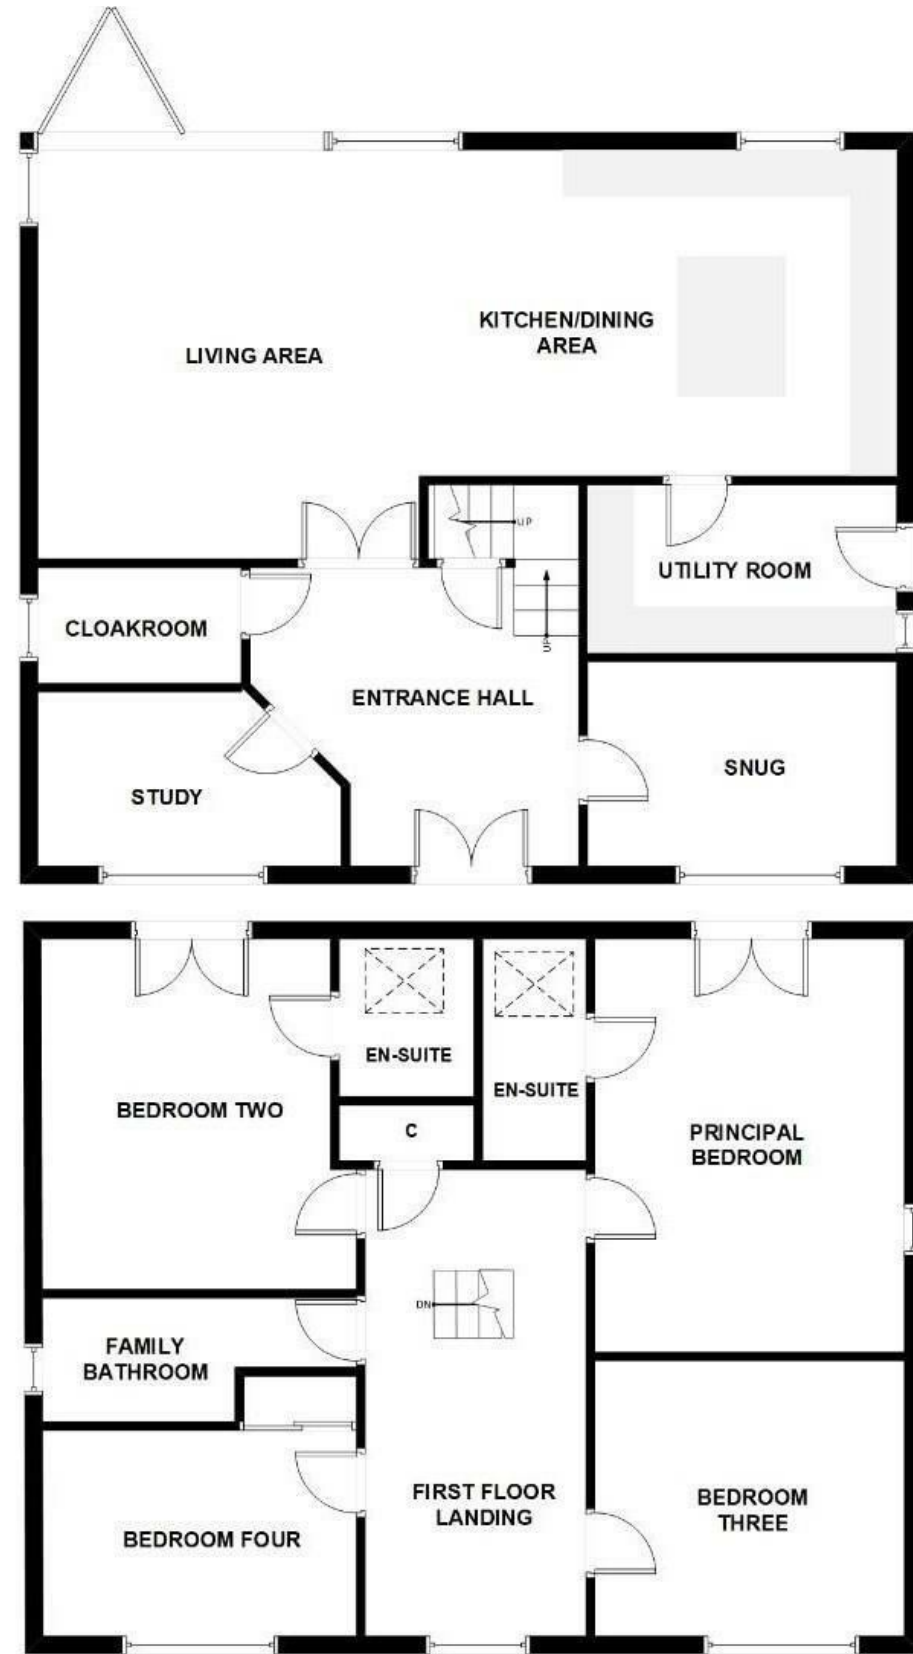 KITCHEN/DINING
AREA
LIVING AREA
UP
UTILITY ROOM
CLOAKROOM
UP
ENTRANCE HALL
SNUG
STUDY
EN-SUITE
EN-SUITE
BEDROOM TWO
C
PRINCIPAL
BEDROOM
DN
FAMILY
BATHROOM
FIRST FLOOR
LANDING
BEDROOM
THREE
BEDROOM FOUR